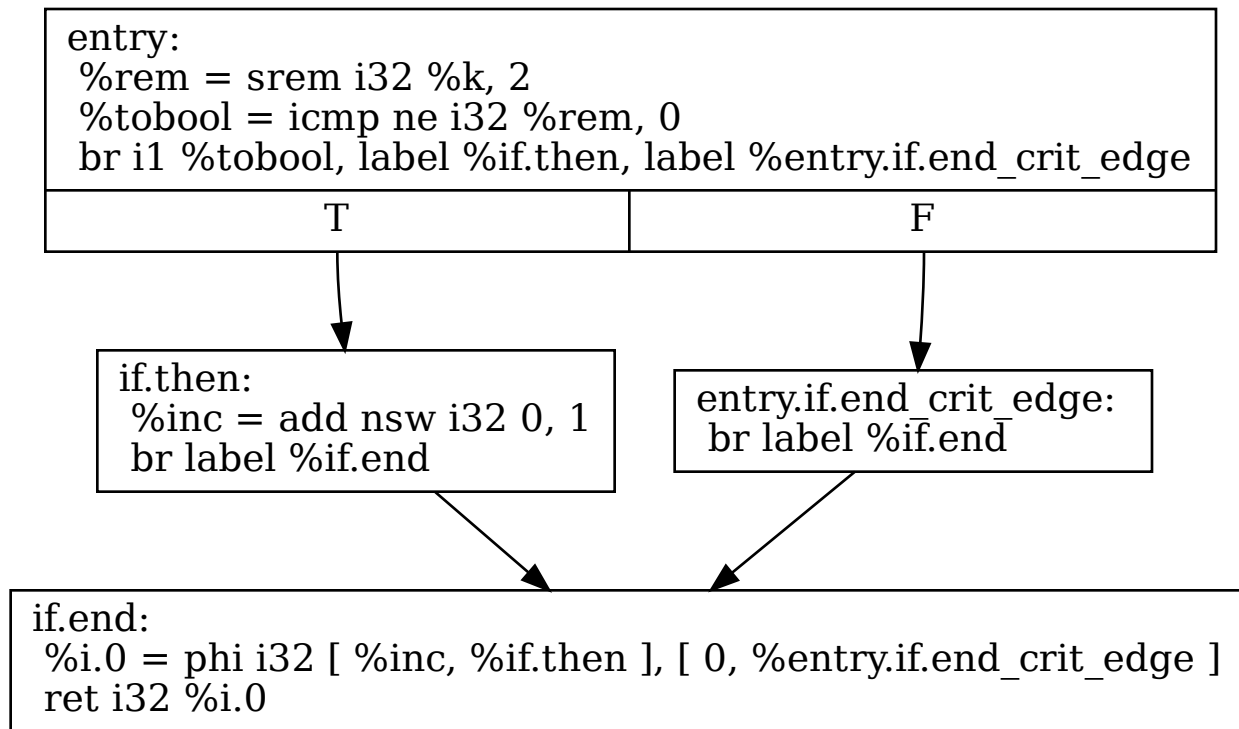 entry:
%rem = srem i32 %k, 2
%tobool = icmp ne i32 %rem, 0
br i1 %tobool, label %if.then, label %entry.if.end_crit_edge
T
F
if.then:
%inc = add nsw i32 0, 1
br label %if.end
entry.if.end_crit_edge:
br label %if.end
if.end:
%i.0 = phi i32 [ %inc, %if.then ], [ 0, %entry.if.end_crit_edge ]
ret i32 %i.0